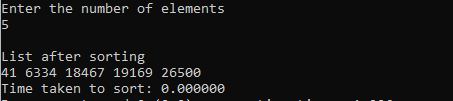 Enter the number of elements
5
List after sorting
41 6334 18467 19169 26500
Time taken to sort: 0.000000